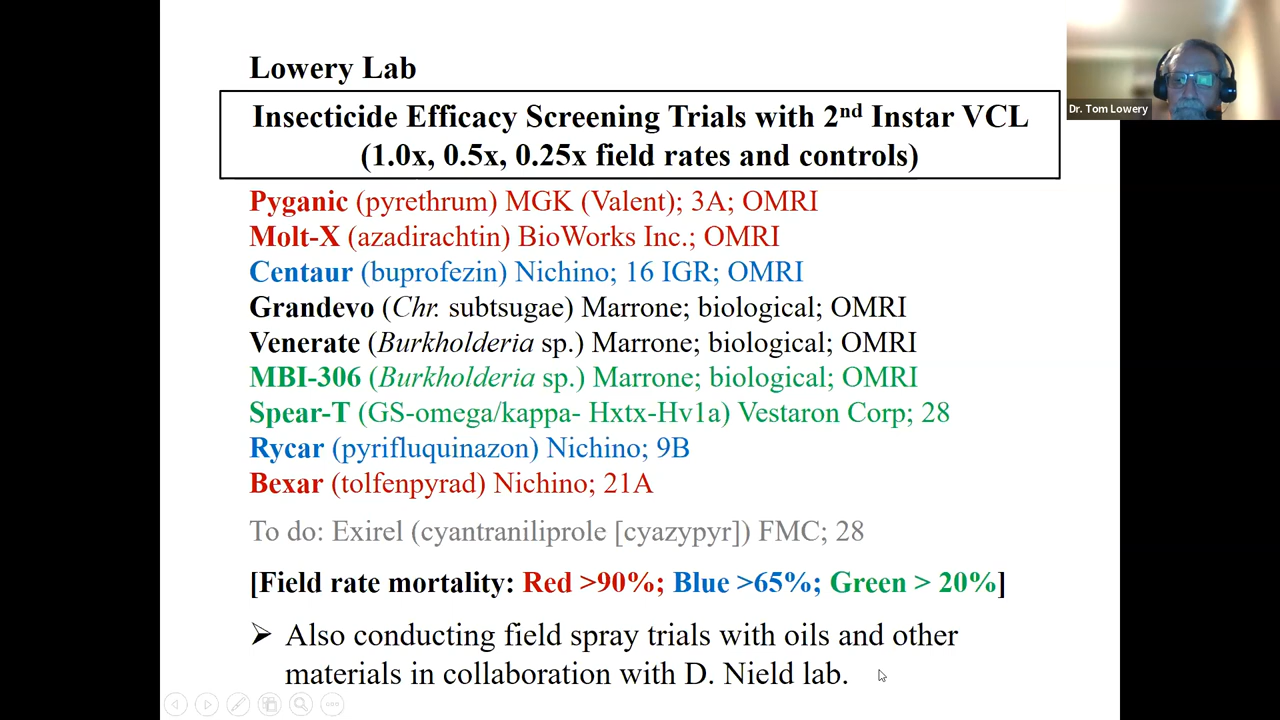 Lowery Lab
Insecticide Efficacy Screening Trials with 2nd Instar VCL
(1.0x, 0.5x, 0.25x field rates and controls)
Pyganic (pyrethrum) MGK (Valent); 3A; OMRI
Molt-X (azadirachtin) BioWorks Inc.; OMRI
Centaur (buprofezin) Nichino; 16 IGR; OMRI
Grandevo (Chr. subtsugae) Marrone; biological; OMRI
Venerate (Burkholderia sp.) Marrone; biological; OMRI
MBI-306 (Burkholderia sp.) Marrone; biological; OMRI
Spear-T (GS-omega/kappa- Hxtx-Hv1a) Vestaron Corp; 28
Rycar (pyrifluquinazon) Nichino; 9B
Bexar (tolfenpyrad) Nichino; 21A
To do: Exirel (cyantraniliprole [cyazypyr]) FMC; 28
[Field rate mortality: Red >90%; Blue >65%; Green > 20%]
➢ Also conducting field spray trials with oils and other
materials in collaboration with D. Nield lab.
Dr. Tom Lowery